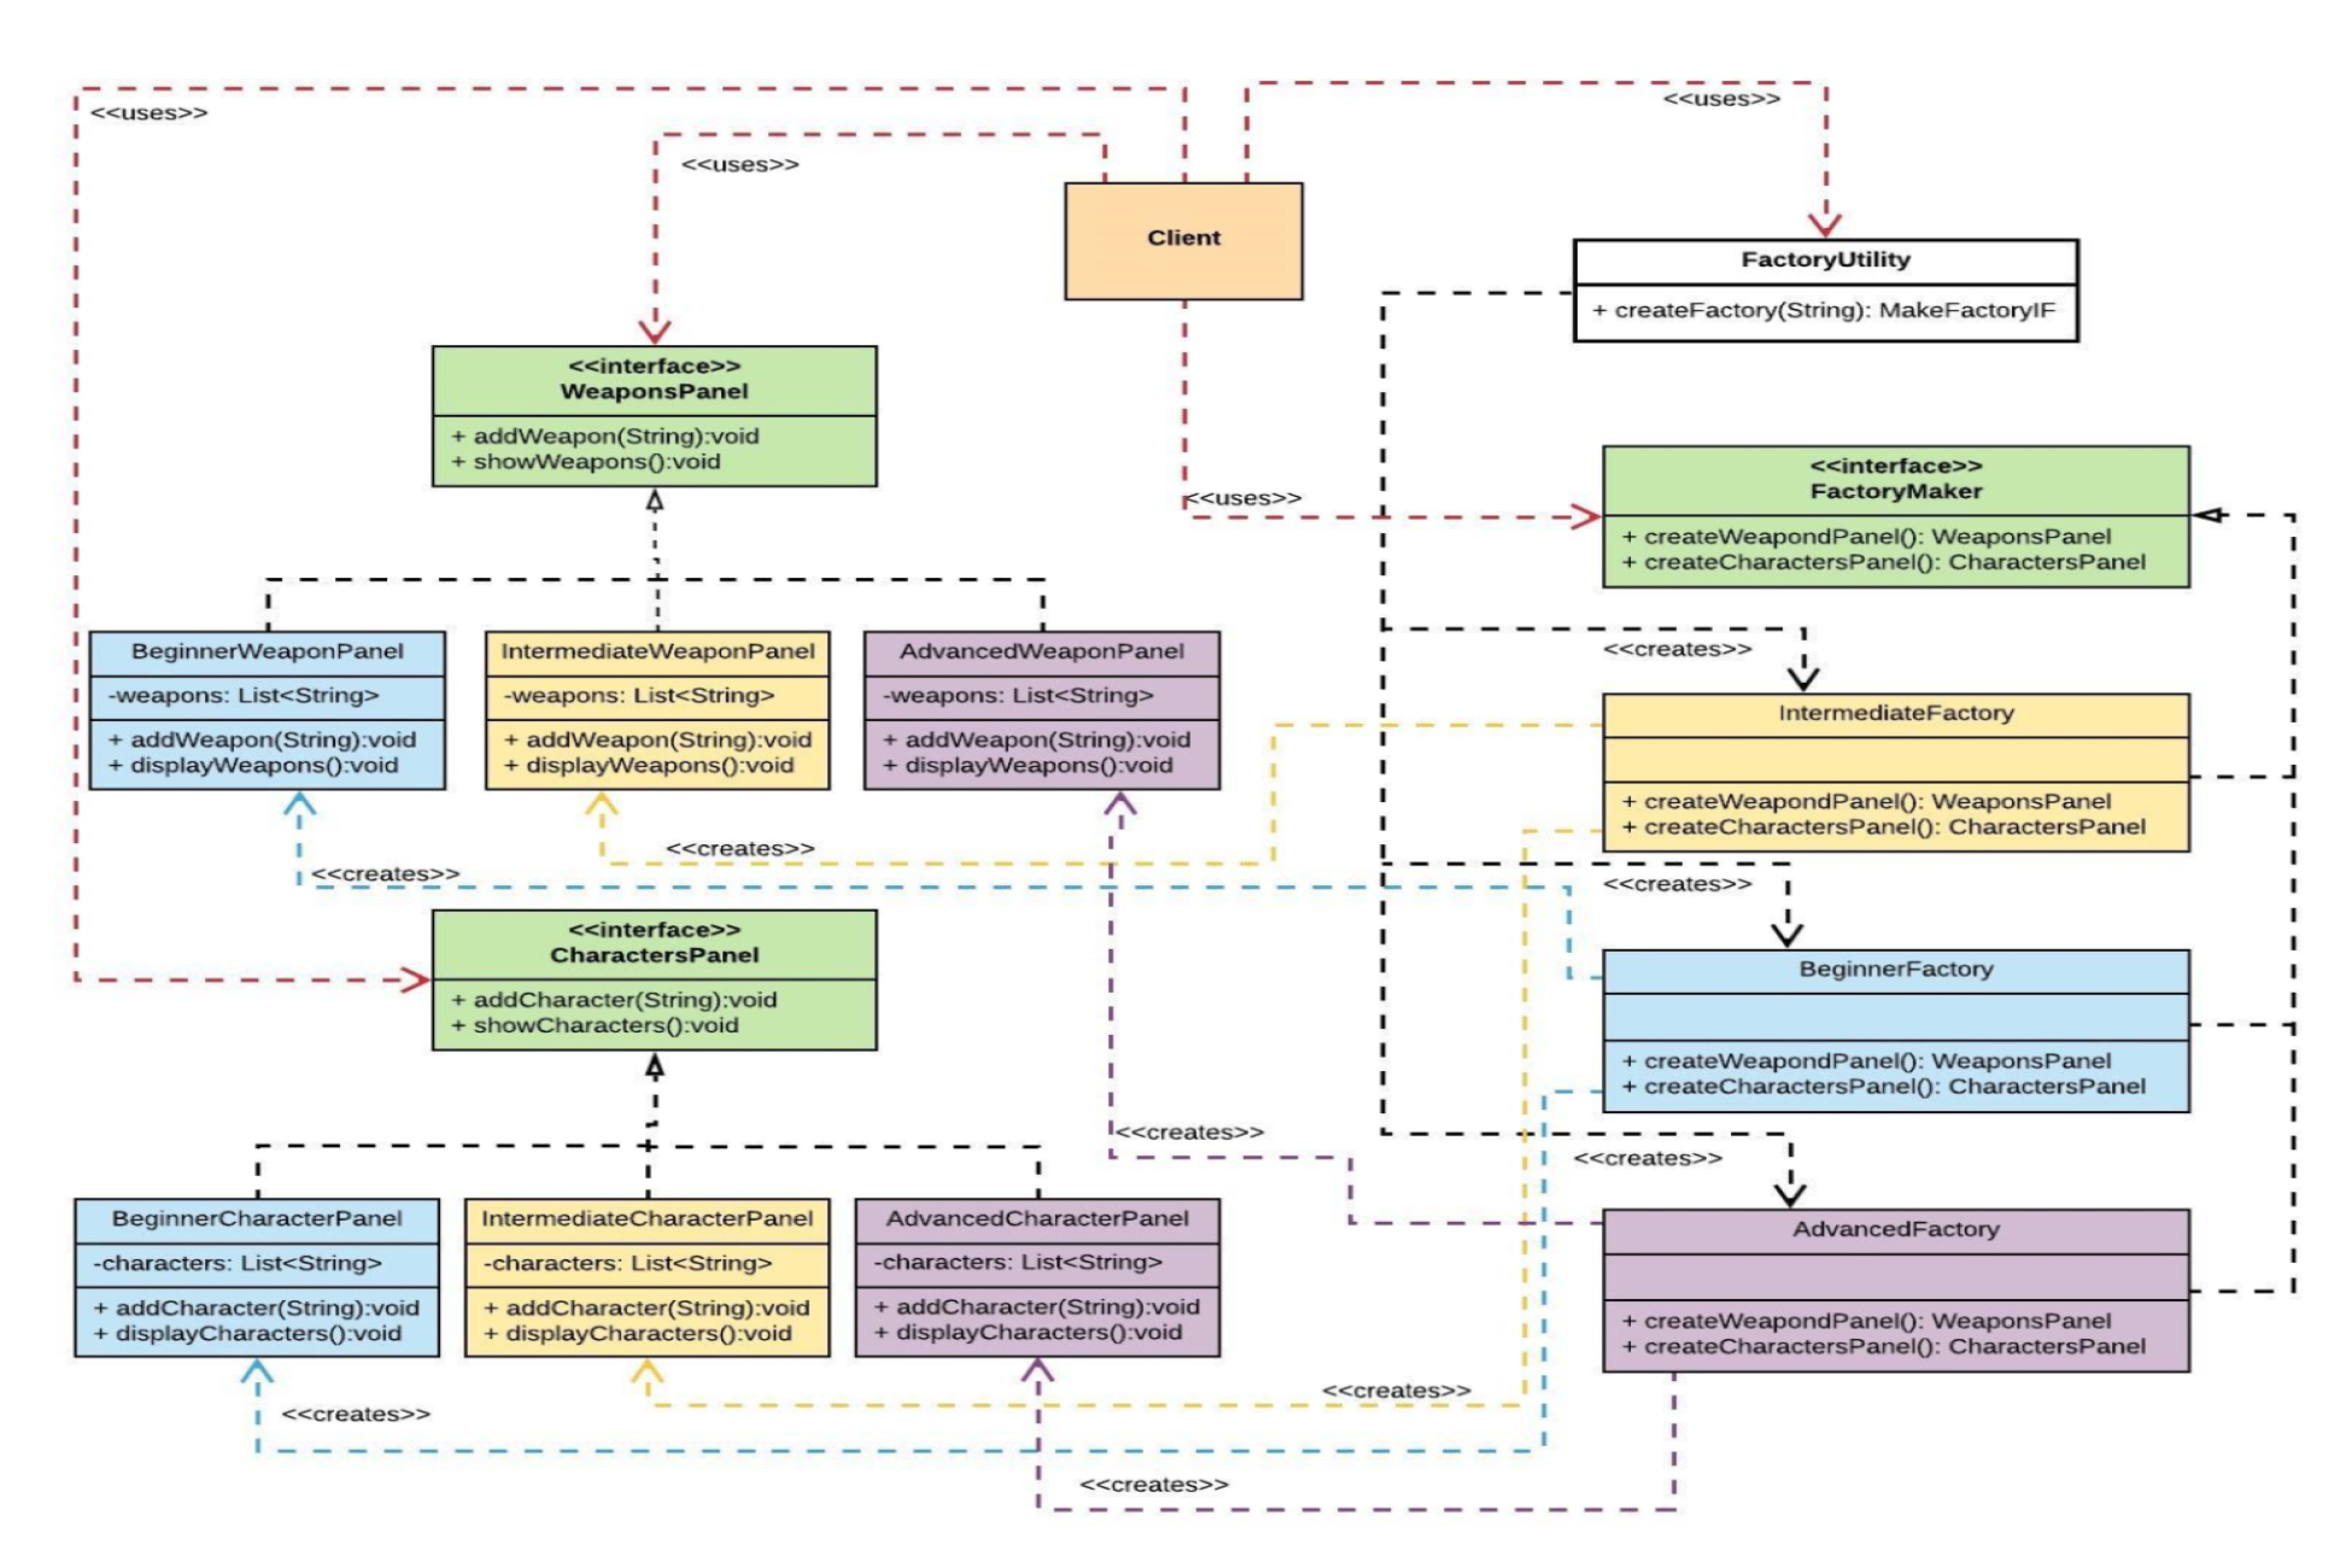 <<uses>>
<<uses>>
<<uses>>
Client
FactoryUtility
+ createFactory(String): MakeFactoryIF
<<interface>>
WeaponsPanel
+ addWeapon(String):void
+ showWeapons():void
<<uses>>
<<interface>>
FactoryMaker
+ createWeapondPanel(): WeaponsPanel
+ createCharactersPanel(): CharactersPanel
BeginnerWeaponPanel
-weapons: List<String>
+ addWeapon(String):void
+ displayWeapons():void
IntermediateWeaponPanel
-weapons: List<String>
+ addWeapon(String):void
+ displayWeapons():void
AdvancedWeaponPanel
-weapons: List<String>
+ addWeapon(String):void
+ displayWeapons():void
<<creates>>
IntermediateFactory
+ createWeapondPanel(): WeaponsPanel
+ createCharactersPanel(): CharactersPanel
<<creates>>
<<creates>>
<<creates>>
<<interface>>
CharactersPanel
+ addCharacter(String):void
+ showCharacters():void
BeginnerFactory
+ createWeapondPanel(): WeaponsPanel
+ createCharactersPanel(): CharactersPanel
<<creates>>
<<creates>>
BeginnerCharacterPanel
-characters: List<String>
+ addCharacter(String):void
+ displayCharacters():void
IntermediateCharacterPanel
-characters: List<String>
+ addCharacter(String):void
+ displayCharacters():void
AdvancedCharacterPanel
-characters: List<String>
+ addCharacter(String):void
+ displayCharacters():void
AdvancedFactory
+ createWeapondPanel(): WeaponsPanel
+ createCharactersPanel(): CharactersPanel
<<creates>>
<<creates>>
<<creates>>